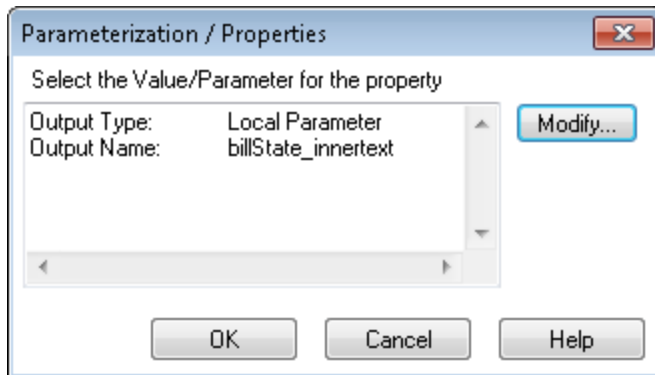 Parameterization / Properties
Select the Value/Parameter for the property
Output Type: Local Parameter
Output Name: billState_innertext
Modify...
OK Cancel Help